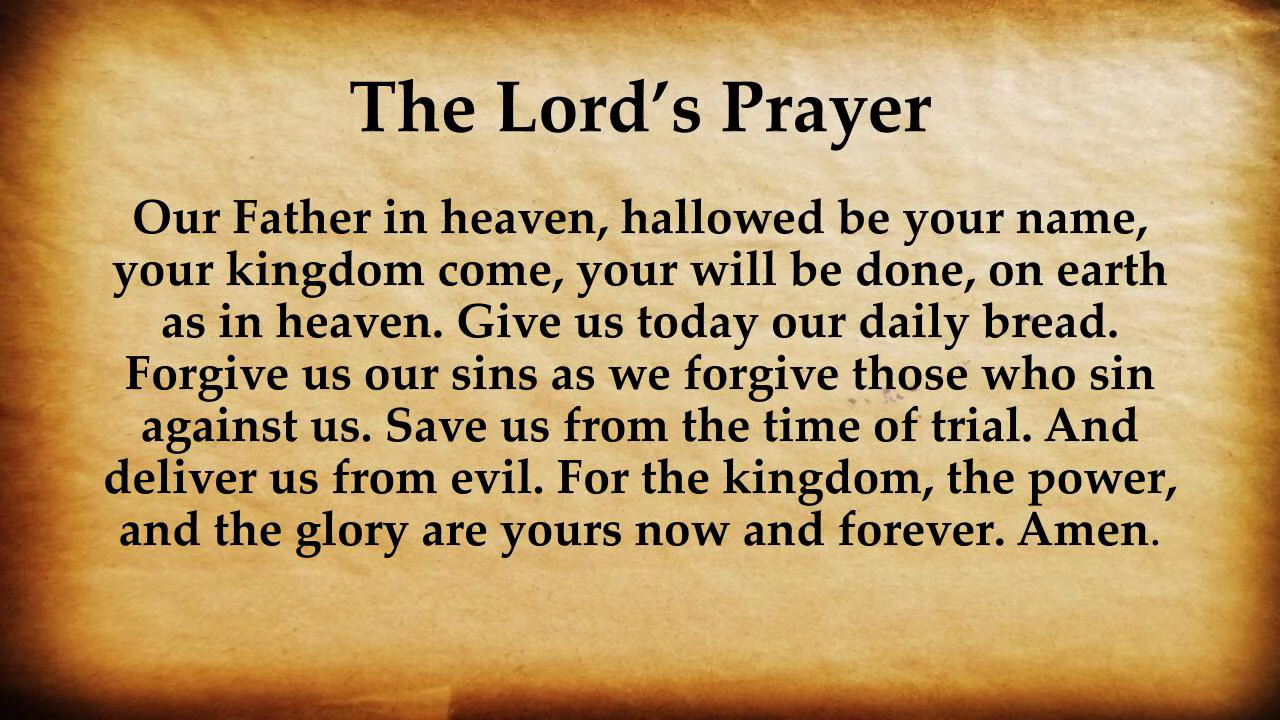 The Lord’s Prayer
Our Father in heaven, hallowed be your name,
your kingdom come, your will be done, on earth
as in heaven. Give us today our daily bread.
Forgive us our sins as we forgive those who sin
against us. Save us from the time of trial. And
deliver us from evil. For the kingdom, the power,
and the glory are yours now and forever. Amen.